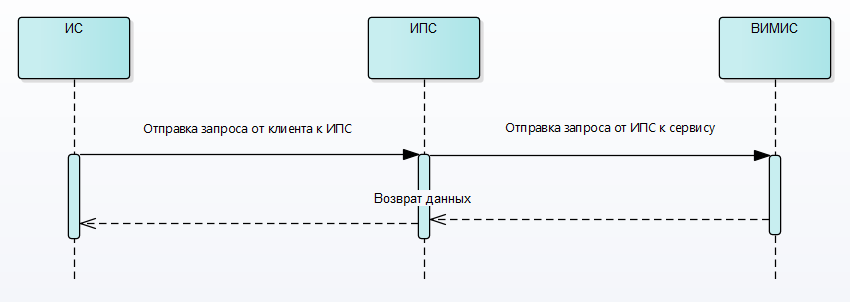 ИС
ИПС
ВИМИС
Отправка запроса от клиента к ИПС
Отправка запроса от ИПС к сервису
Возврат данных